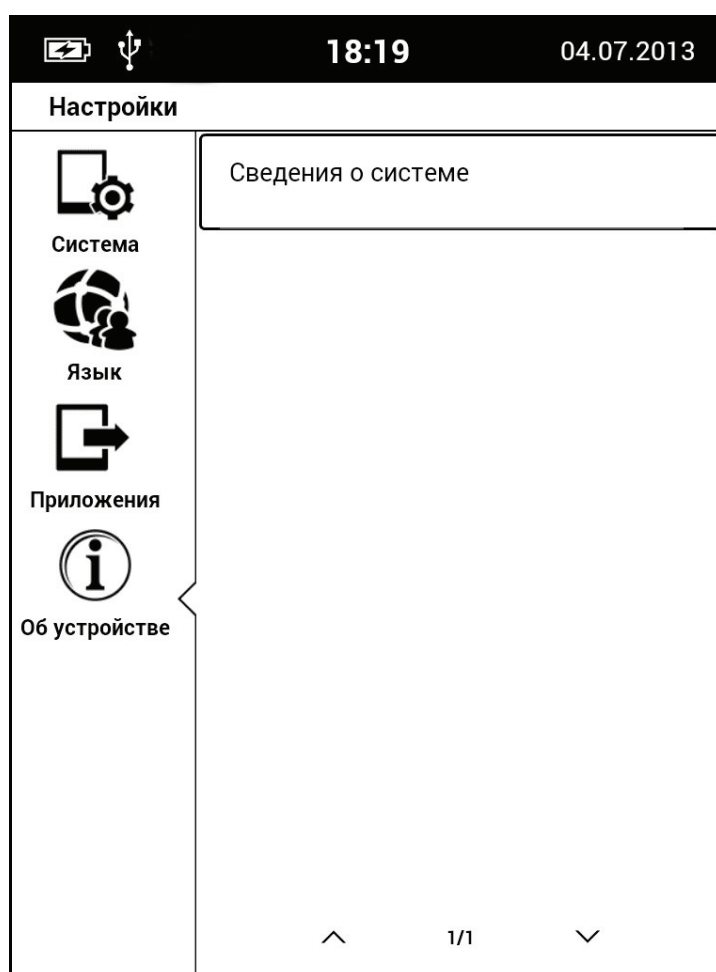 18:19 04.07.2013
Настройки
Сведения о системе
Система
Язык
Приложения
Об устройстве
1/1